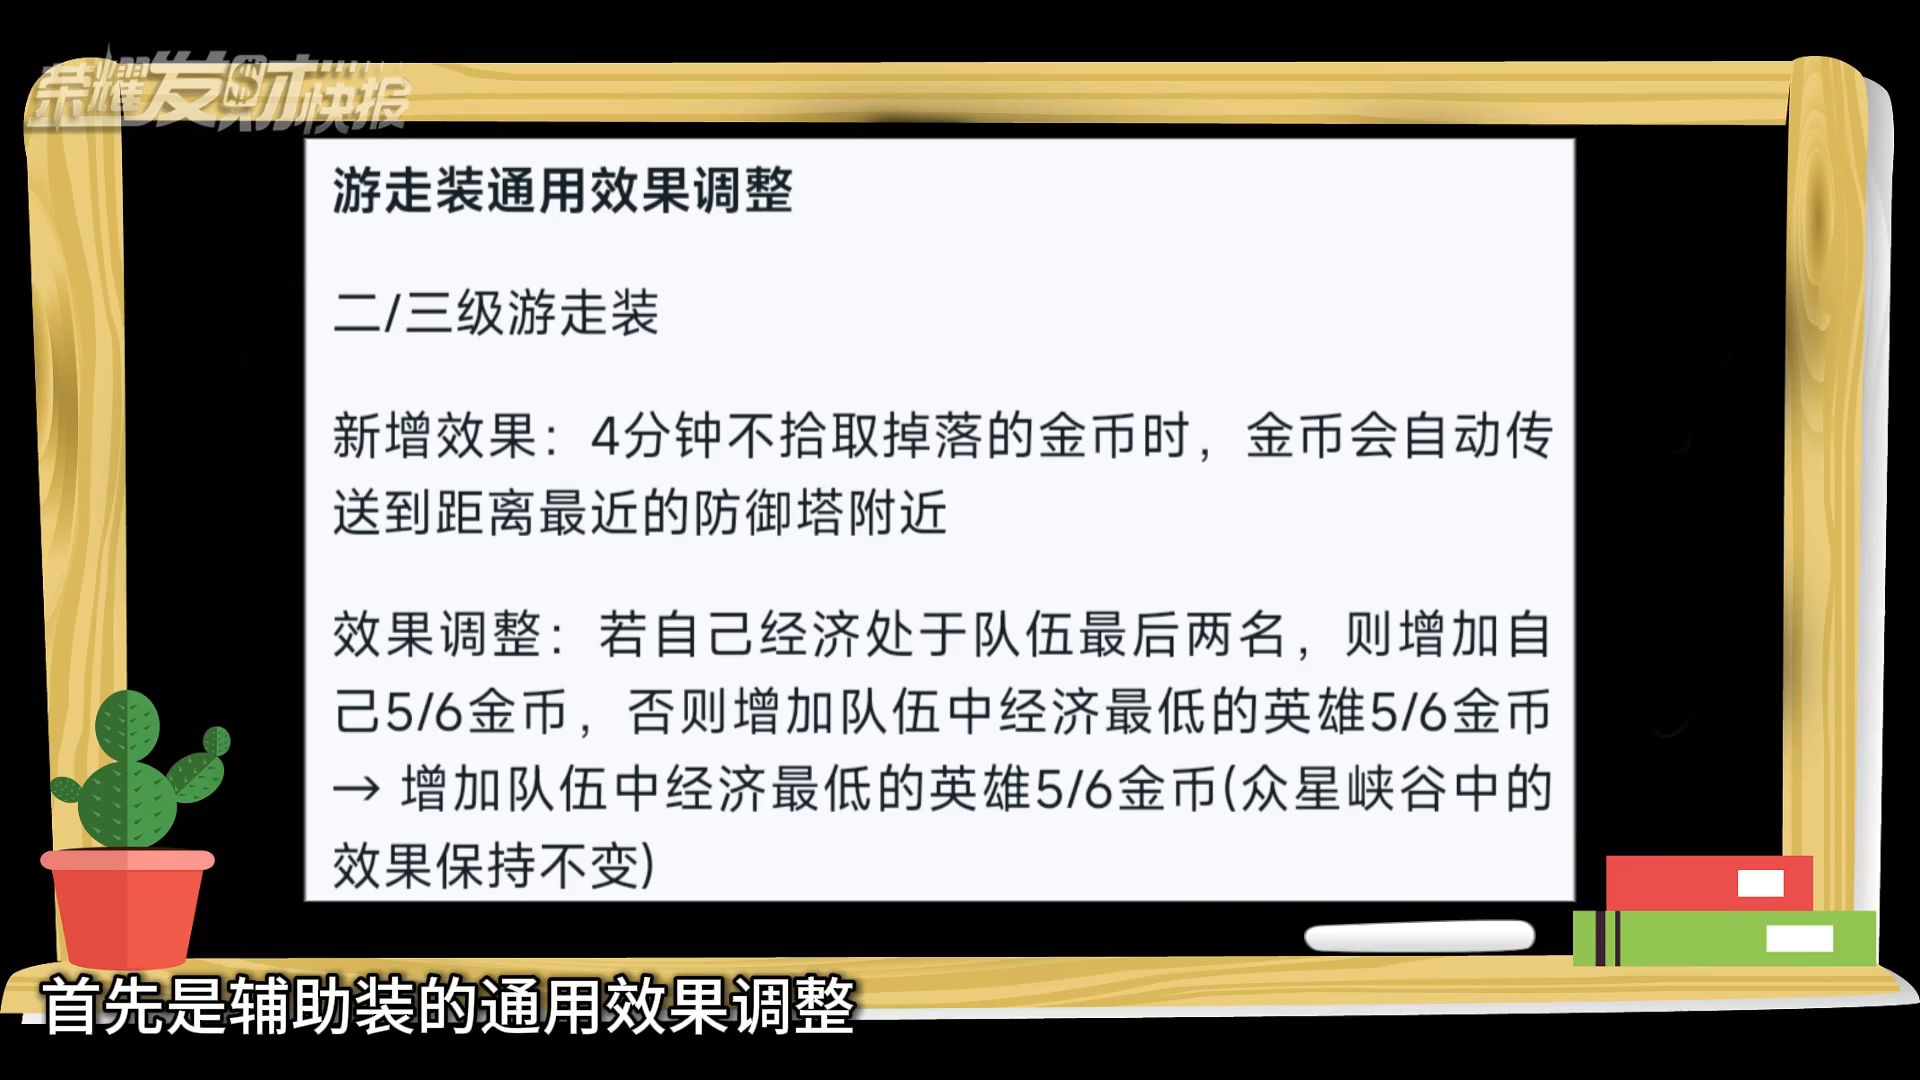 荣耀发财快报
游走装通用效果调整
二/三级游走装
新增效果：4分钟不拾取掉落的金币时，金币会自动传
送到距离最近的防御塔附近
效果调整：若自己经济处于队伍最后两名，则增加自
己5/6金币，否则增加队伍中经济最低的英雄5/6金币
→ 增加队伍中经济最低的英雄5/6金币(众星峡谷中的
效果保持不变)
首先是辅助装的通用效果调整